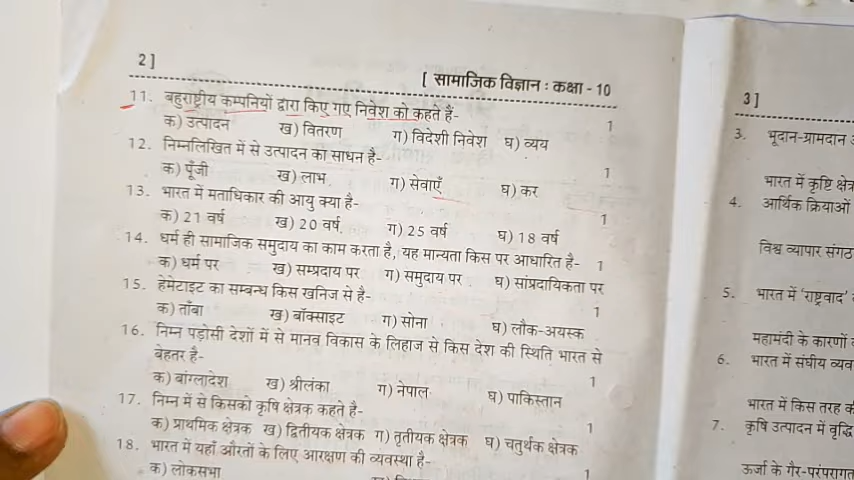 2]
[ सामाजिक विज्ञान : कक्षा - 10
11. बहुराष्ट्रीय कम्पनियों द्वारा किए गए निवेश को कहते हैं- 1
क) उत्पादन ख) वितरण ग) विदेशी निवेश घ) व्यय
12. निम्नलिखित में से उत्पादन का साधन है- 1
क) पूँजी ख) लाभ ग) सेवाएँ घ) कर
13. भारत में मताधिकार की आयु क्या है- 1
क) 21 वर्ष ख) 20 वर्ष ग) 25 वर्ष घ) 18 वर्ष
14. धर्म ही सामाजिक समुदाय का काम करता है, यह मान्यता किस पर आधारित है- 1
क) धर्म पर ख) सम्प्रदाय पर ग) समुदाय पर घ) सांप्रदायिकता पर
15. हेमेटाइट का सम्बन्ध किस खनिज से है- 1
क) ताँबा ख) बॉक्साइट ग) सोना घ) लौक-अयस्क
16. निम्न पड़ोसी देशों में से मानव विकास के लिहाज से किस देश की स्थिति भारत से
बेहतर है- 1
क) बांग्लादेश ख) श्रीलंका ग) नेपाल घ) पाकिस्तान
17. निम्न में से किसको कृषि क्षेत्रक कहते है- 1
क) प्राथमिक क्षेत्रक ख) द्वितीयक क्षेत्रक ग) तृतीयक क्षेत्रक घ) चतुर्थक क्षेत्रक
18. भारत में यहाँ औरतों के लिए आरक्षण की व्यवस्था है- 1
क) लोकसभा
3]
3. भूदान-ग्रामदान
भारत में कृष्टि क्षेत्र
4. आर्थिक क्रियाओं
विश्व व्यापार संगठ
5. भारत में 'राष्ट्रवाद'
महामंदी के कारणों
6. भारत में संघीय व्यव
भारत में किस तरह
7. कृषि उत्पादन में वृद्धि
ऊर्जा के गैर-परंपरागत